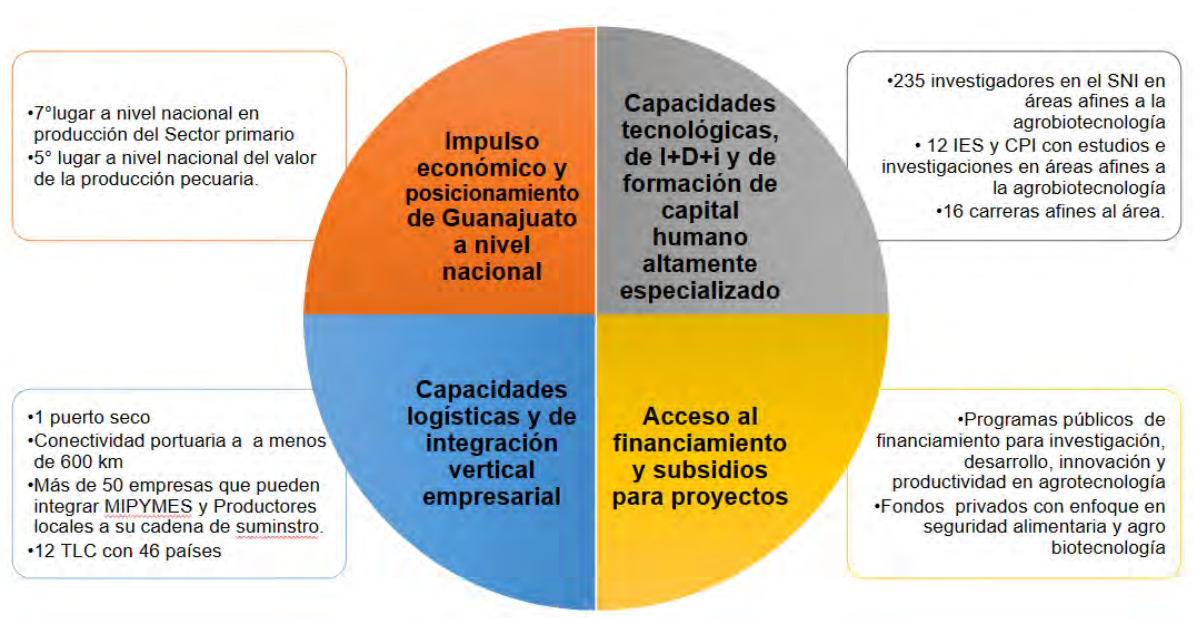 •7°lugar a nivel nacional en
producción del Sector primario
•5° lugar a nivel nacional del valor
de la producción pecuaria.
Impulso
económico y
posicionamiento
de Guanajuato
a nivel
nacional
Capacidades
tecnológicas,
de I+D+i y de
formación de
capital
humano
altamente
especializado
•235 investigadores en el SNI en
áreas afines a la
agrobiotecnología
• 12 IES y CPI con estudios e
investigaciones en áreas afines a
la agrobiotecnología
•16 carreras afines al área.
•1 puerto seco
•Conectividad portuaria a  a menos
de 600 km
•Más de 50 empresas que pueden
integrar MIPYMES y Productores
locales a su cadena de suminstro.
•12 TLC con 46 países
Capacidades
logísticas y de
integración
vertical
empresarial
Acceso al
financiamiento
y subsidios
para proyectos
•Programas públicos  de
financiamiento para investigación,
desarrollo, innovación y
productividad en agrotecnología
•Fondos  privados con enfoque en
seguridad alimentaria y agro
biotecnología